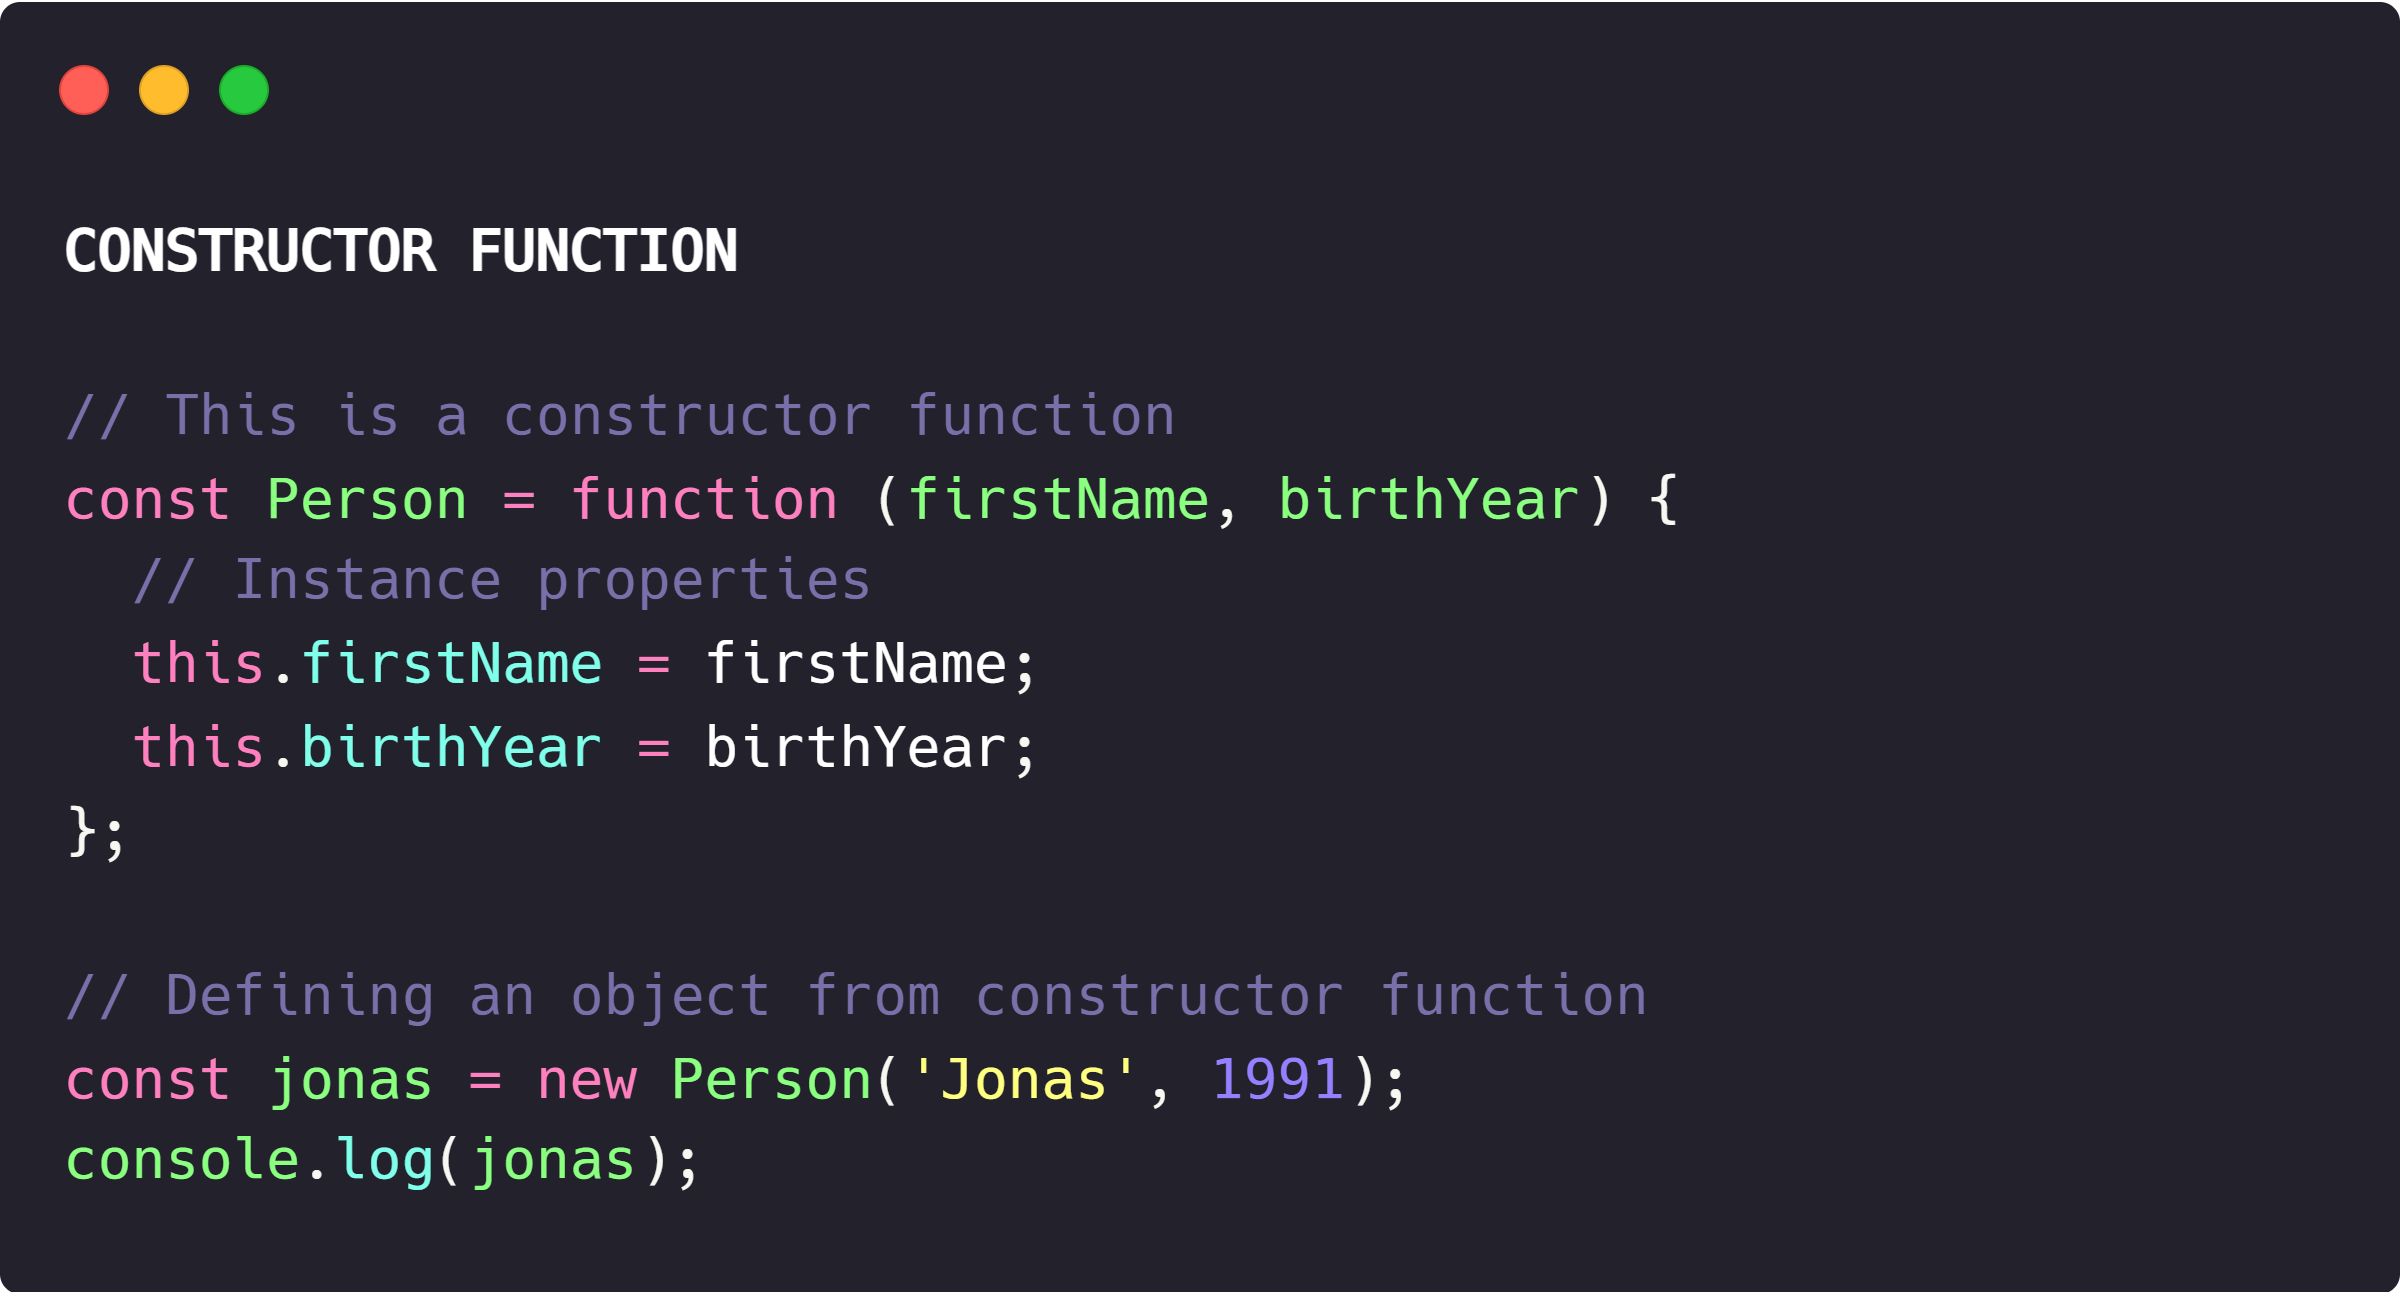 CONSTRUCTOR FUNCTION
// This is a constructor function
const Person = function (firstName, birthYear) {
  // Instance properties
  this.firstName = firstName;
  this.birthYear = birthYear;
};
// Defining an object from constructor function
const jonas = new Person('Jonas', 1991);
console.log(jonas);